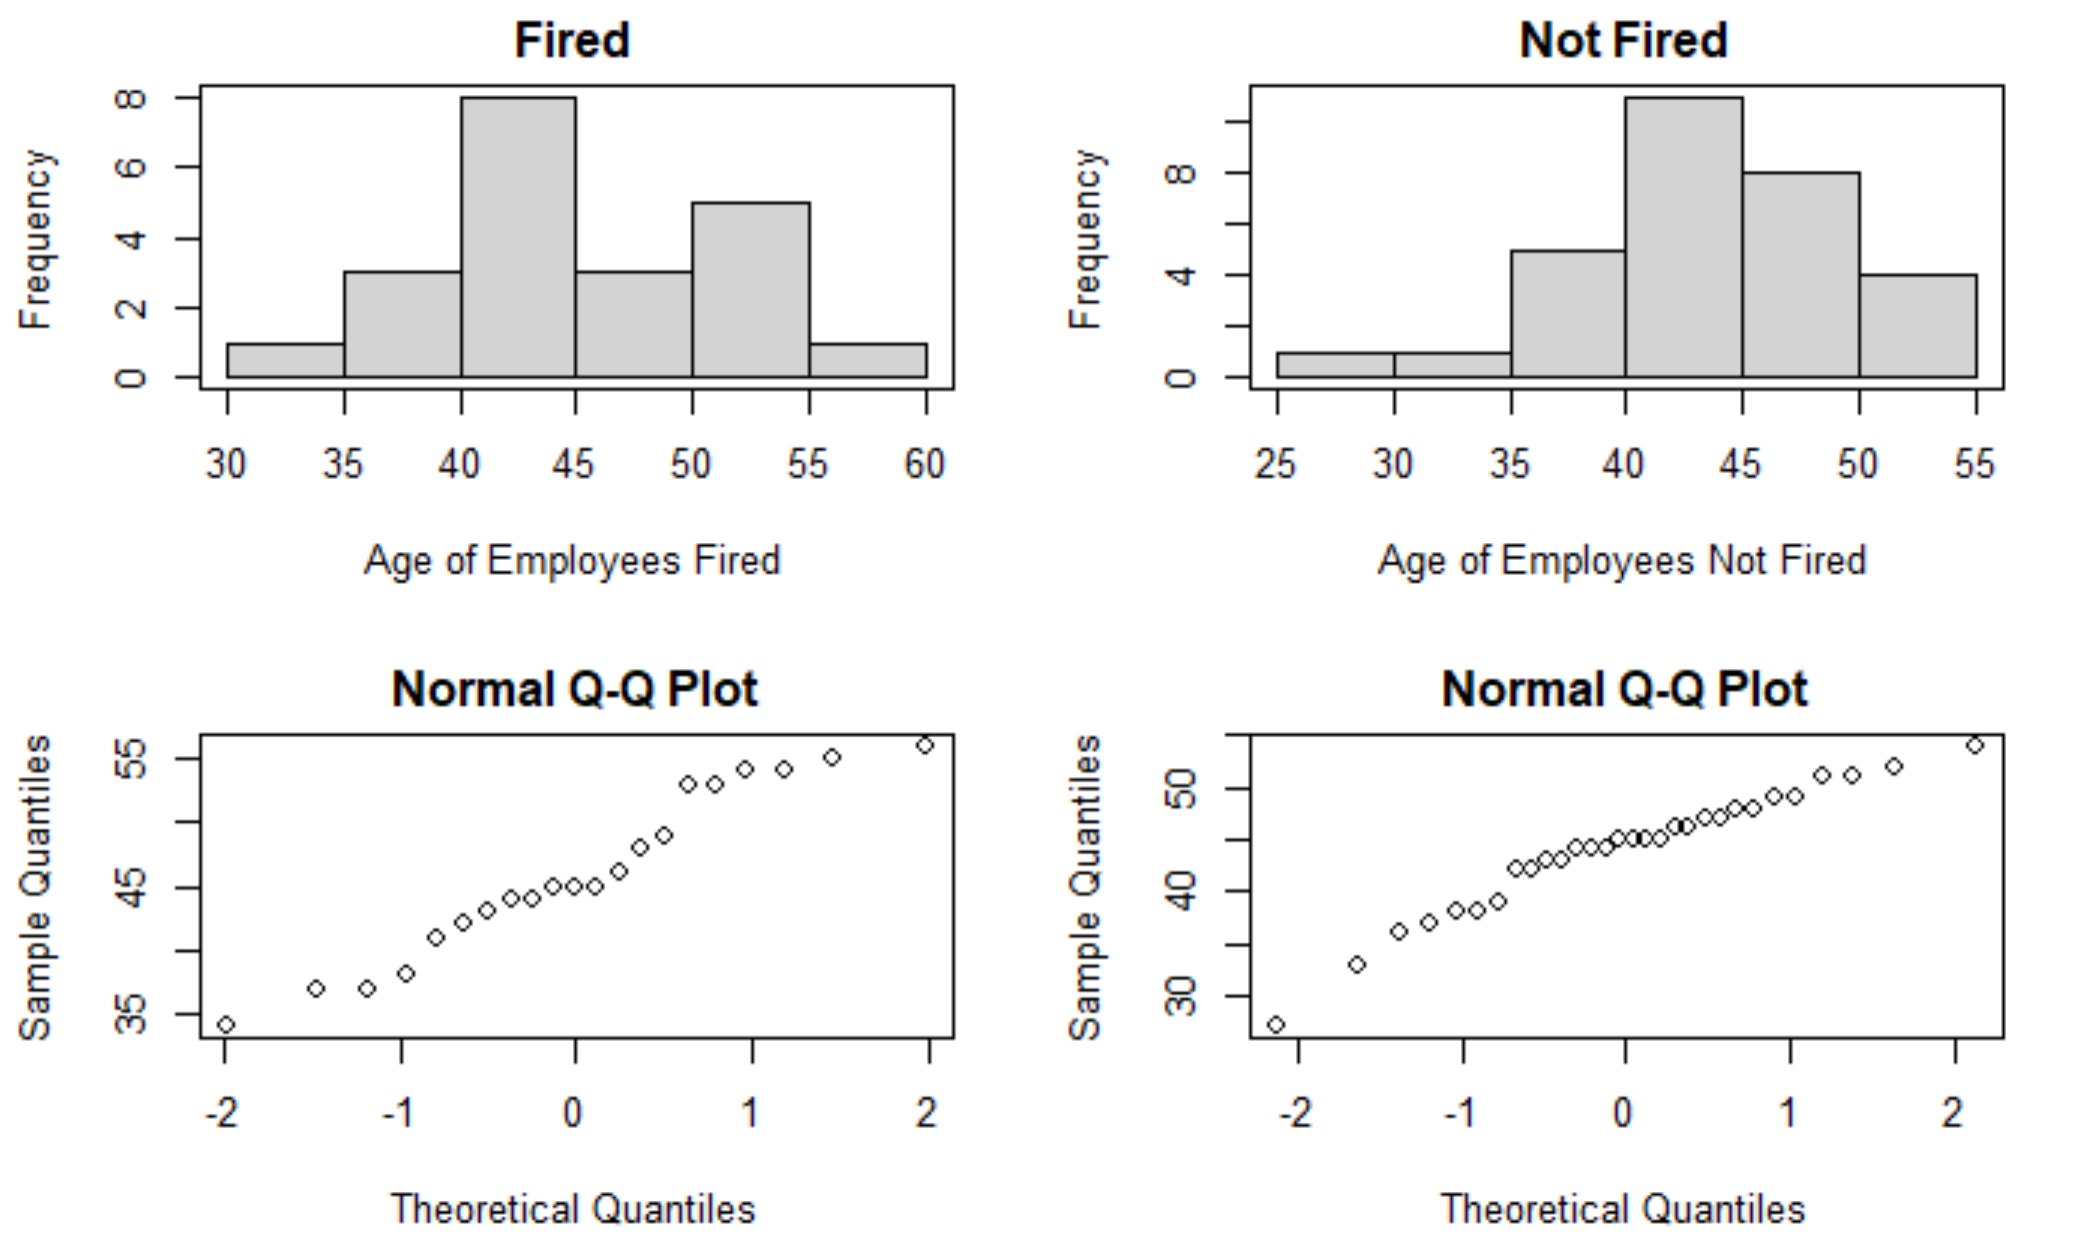 Fired
Frequency
0 2 4 6 8
30 35 40 45 50 55 60
Age of Employees Fired
Not Fired
Frequency
0 4 8
25 30 35 40 45 50 55
Age of Employees Not Fired
Normal Q-Q Plot
Sample Quantiles
35 45 55
-2 -1 0 1 2
Theoretical Quantiles
Normal Q-Q Plot
Sample Quantiles
30 40 50
-2 -1 0 1 2
Theoretical Quantiles